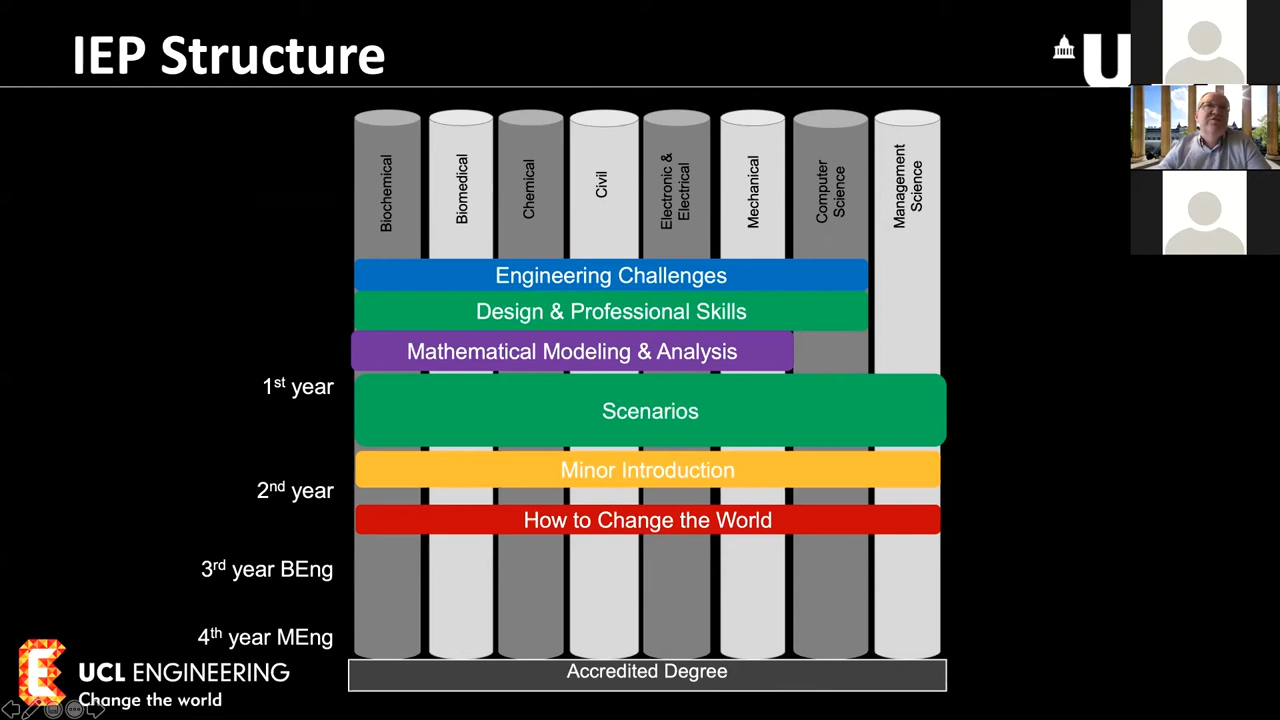 IEP Structure
U
Biochemical
Biomedical
Chemical
Civil
Electronic &
Electrical
Mechanical
Computer
Science
Management
Science
Engineering Challenges
Design & Professional Skills
Mathematical Modeling & Analysis
1st year
Scenarios
Minor Introduction
2nd year
How to Change the World
3rd year BEng
4th year MEng
Accredited Degree
UCL ENGINEERING
Change the world